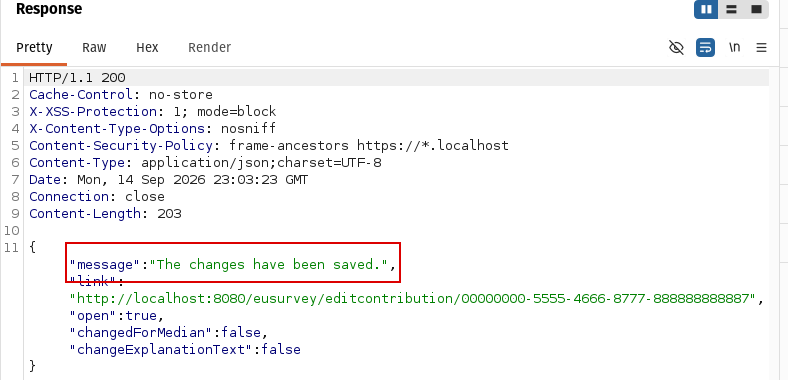 Response
Pretty Raw Hex Render \n
1 HTTP/1.1 200
2 Cache-Control: no-store
3 X-XSS-Protection: 1; mode=block
4 X-Content-Type-Options: nosniff
5 Content-Security-Policy: frame-ancestors https://*.localhost
6 Content-Type: application/json;charset=UTF-8
7 Date: Mon, 14 Sep 2026 23:03:23 GMT
8 Connection: close
9 Content-Length: 203
10
11 {
"message":"The changes have been saved.",
"link":
"http://localhost:8080/eusurvey/editcontribution/00000000-5555-4666-8777-888888888887",
"open":true,
"changedForMedian":false,
"changeExplanationText":false
}